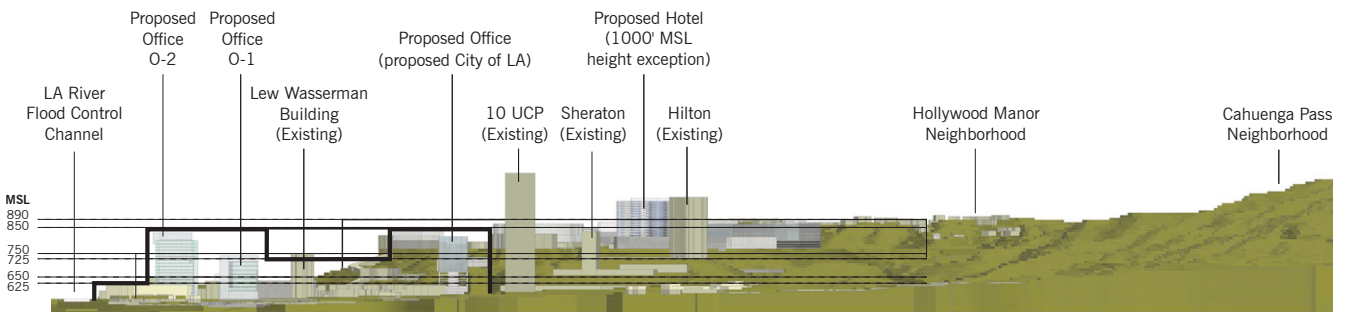 Proposed
Office
O-2
Proposed
Office
O-1
Proposed Office
(proposed City of LA)
Proposed Hotel
(1000' MSL
height exception)
LA River
Flood Control
Channel
Lew Wasserman
Building
(Existing)
10 UCP
(Existing)
Sheraton
(Existing)
Hilton
(Existing)
Hollywood Manor
Neighborhood
Cahuenga Pass
Neighborhood
MSL
890
850
750
725
650
625